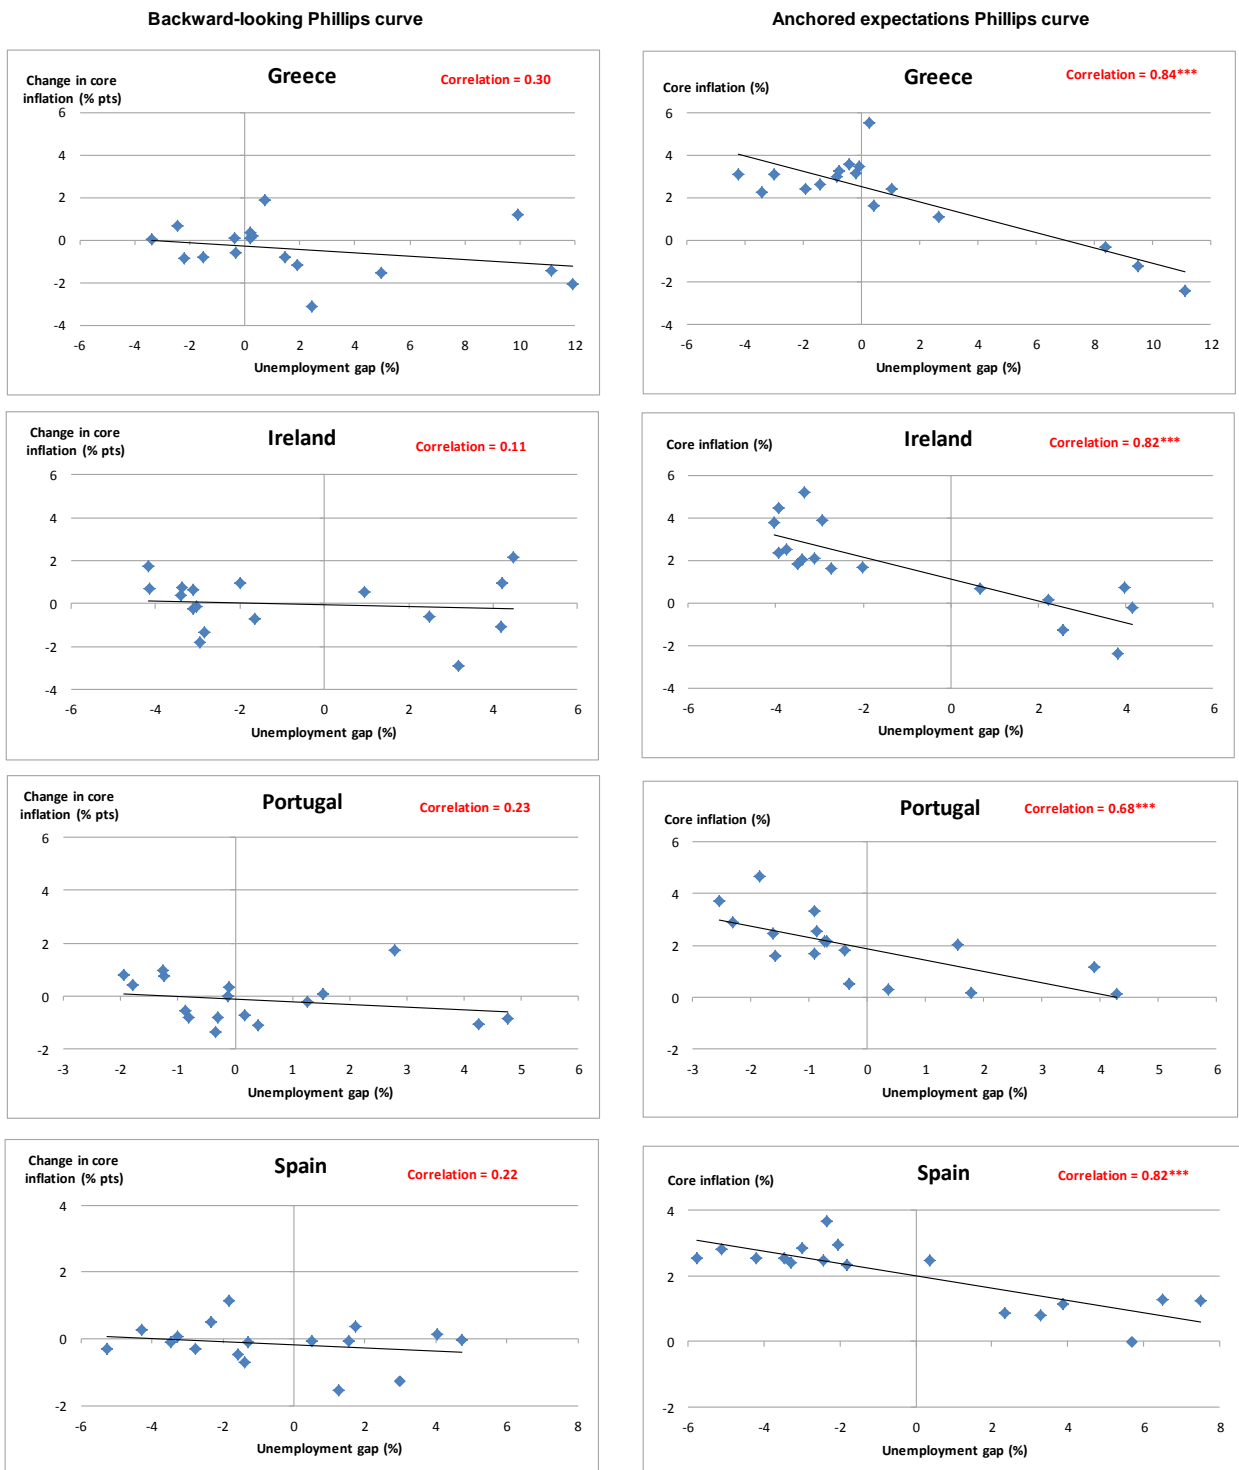 Backward-looking Phillips curve
Anchored expectations Phillips curve
Change in core
inflation (% pts)
Greece
Correlation = 0.30
6
4
2
0
-2
-4
-6 -4 -2 0 2 4 6 8 10 12
Unemployment gap (%)
Core inflation (%)
Greece
Correlation = 0.84***
6
4
2
0
-2
-4
-6 -4 -2 0 2 4 6 8 10 12
Unemployment gap (%)
Change in core
inflation (% pts)
Ireland
Correlation = 0.11
6
4
2
0
-2
-4
-6 -4 -2 0 2 4 6
Unemployment gap (%)
Core inflation (%)
Ireland
Correlation = 0.82***
6
4
2
0
-2
-4
-6 -4 -2 0 2 4 6
Unemployment gap (%)
Change in core
inflation (% pts)
Portugal
Correlation = 0.23
6
4
2
0
-2
-3 -2 -1 0 1 2 3 4 5 6
Unemployment gap (%)
Core inflation (%)
Portugal
Correlation = 0.68***
6
4
2
0
-2
-3 -2 -1 0 1 2 3 4 5 6
Unemployment gap (%)
Change in core
inflation (% pts)
Spain
Correlation = 0.22
4
2
0
-2
-6 -4 -2 0 2 4 6 8
Unemployment gap (%)
Core inflation (%)
Spain
Correlation = 0.82***
4
2
0
-2
-6 -4 -2 0 2 4 6 8
Unemployment gap (%)